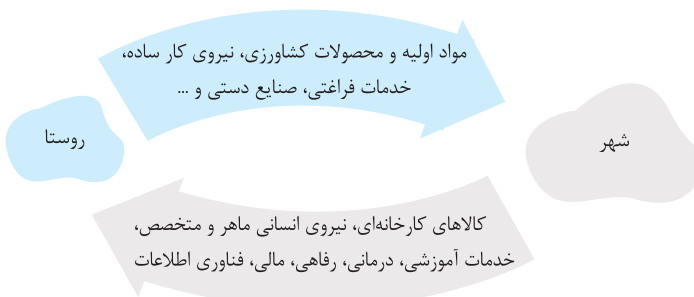 مواد اولیه و محصولات کشاورزی، نیروی کار ساده،
خدمات فراغتی، صنایع دستی و ...
روستا
شهر
کالاهای کارخانه‌ای، نیروی انسانی ماهر و متخصص،
خدمات آموزشی، درمانی، رفاهی، مالی، فناوری اطلاعات